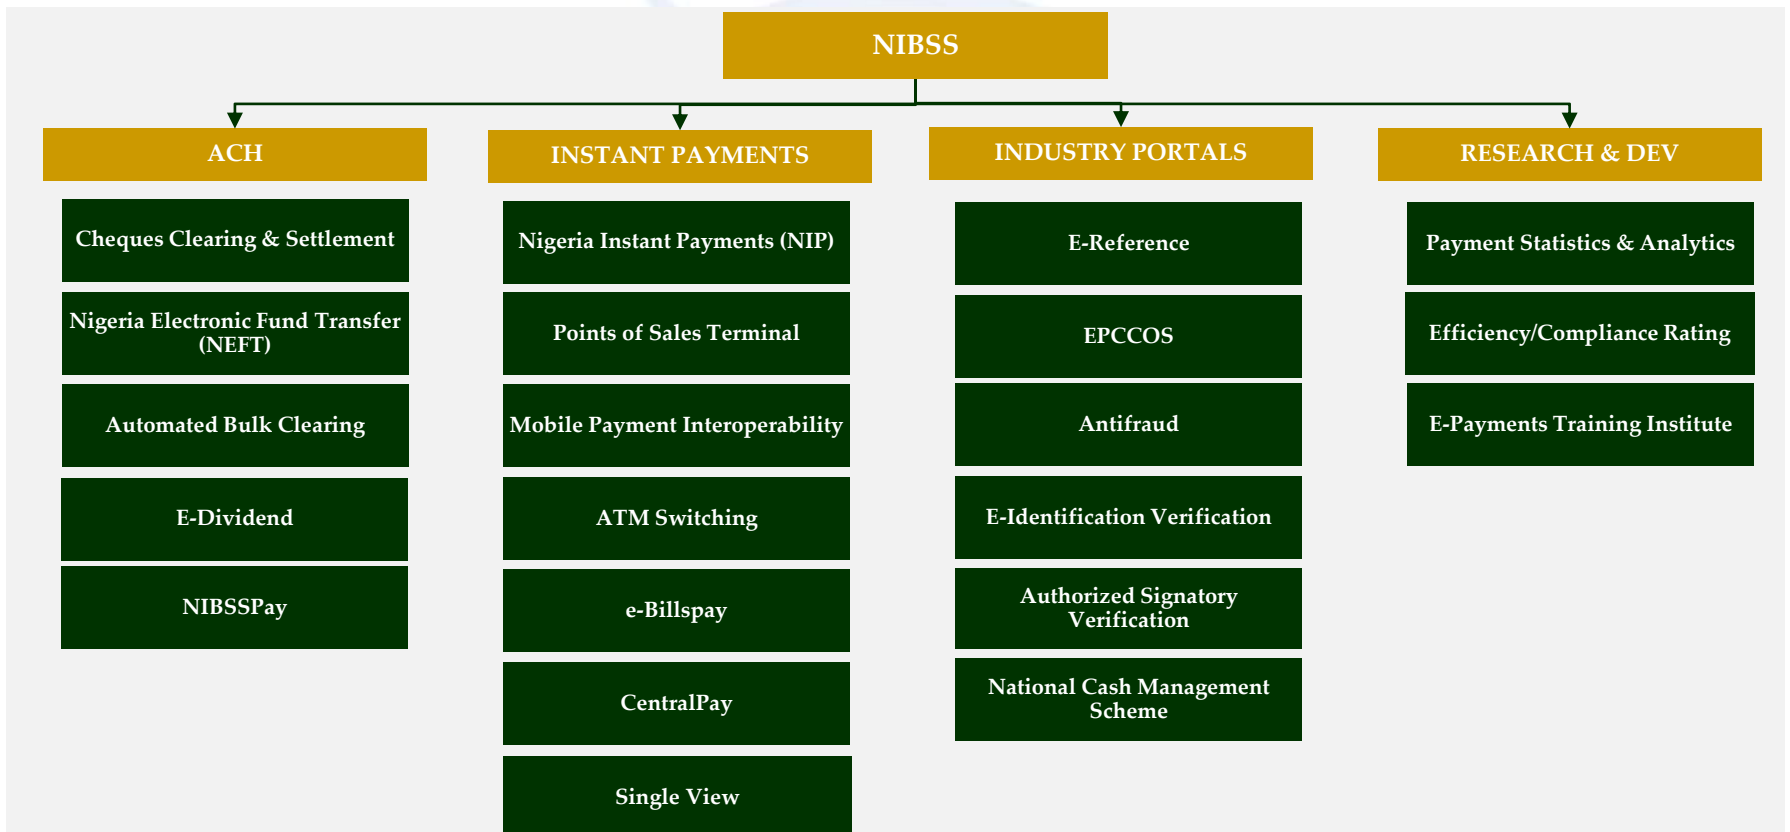 NIBSS
ACH
Cheques Clearing & Settlement
Nigeria Electronic Fund Transfer
(NEFT)
Automated Bulk Clearing
E-Dividend
NIBSSPay
INSTANT PAYMENTS
Nigeria Instant Payments (NIP)
Points of Sales Terminal
Mobile Payment Interoperability
ATM Switching
e-Billspay
CentralPay
Single View
INDUSTRY PORTALS
E-Reference
EPCCOS
Antifraud
E-Identification Verification
Authorized Signatory
Verification
National Cash Management
Scheme
RESEARCH & DEV
Payment Statistics & Analytics
Efficiency/Compliance Rating
E-Payments Training Institute